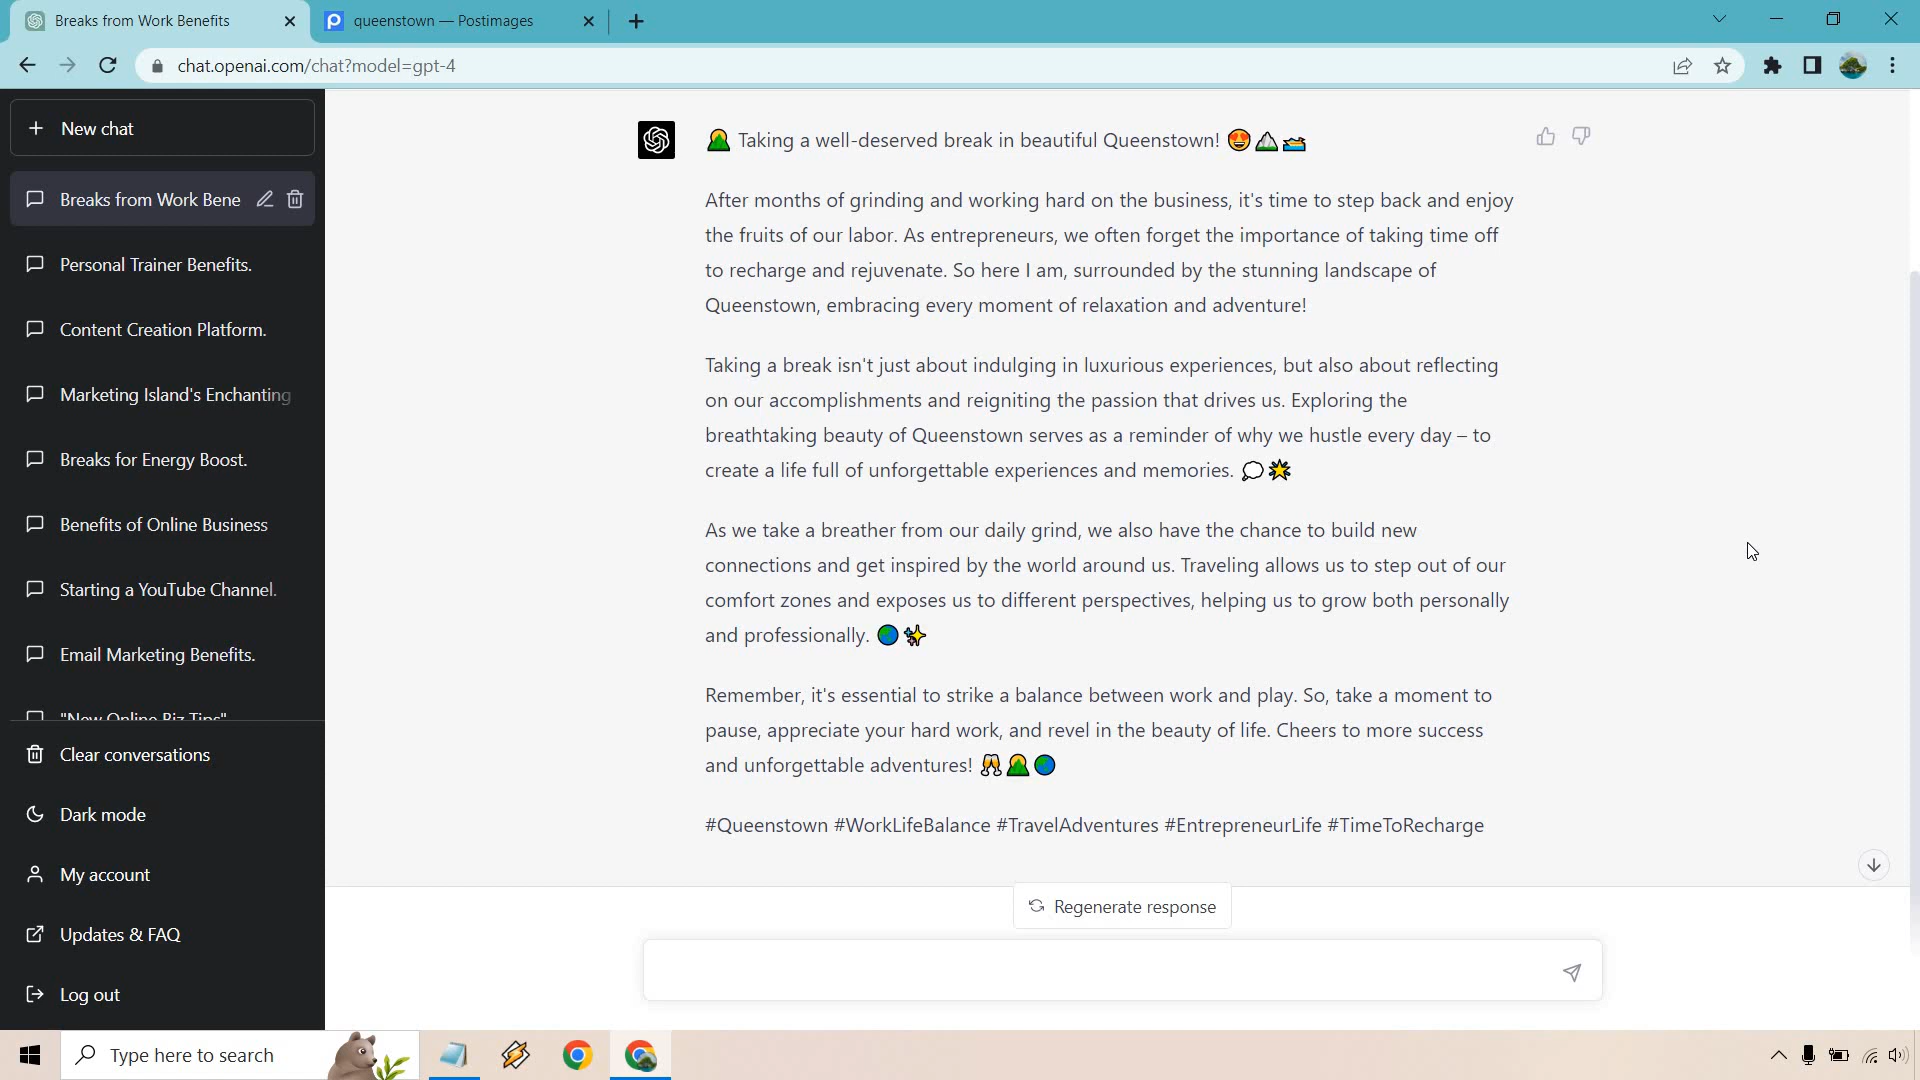 Breaks from Work Benefits
queenstown — Postimages
chat.openai.com/chat?model=gpt-4
New chat
Breaks from Work Bene
Personal Trainer Benefits.
Content Creation Platform.
Marketing Island's Enchanting
Breaks for Energy Boost.
Benefits of Online Business
Starting a YouTube Channel.
Email Marketing Benefits.
"New Online Biz Tips"
Clear conversations
Dark mode
My account
Updates & FAQ
Log out
Taking a well-deserved break in beautiful Queenstown!
After months of grinding and working hard on the business, it's time to step back and enjoy
the fruits of our labor. As entrepreneurs, we often forget the importance of taking time off
to recharge and rejuvenate. So here I am, surrounded by the stunning landscape of
Queenstown, embracing every moment of relaxation and adventure!
Taking a break isn't just about indulging in luxurious experiences, but also about reflecting
on our accomplishments and reigniting the passion that drives us. Exploring the
breathtaking beauty of Queenstown serves as a reminder of why we hustle every day – to
create a life full of unforgettable experiences and memories.
As we take a breather from our daily grind, we also have the chance to build new
connections and get inspired by the world around us. Traveling allows us to step out of our
comfort zones and exposes us to different perspectives, helping us to grow both personally
and professionally.
Remember, it's essential to strike a balance between work and play. So, take a moment to
pause, appreciate your hard work, and revel in the beauty of life. Cheers to more success
and unforgettable adventures!
#Queenstown #WorkLifeBalance #TravelAdventures #EntrepreneurLife #TimeToRecharge
Regenerate response
Type here to search